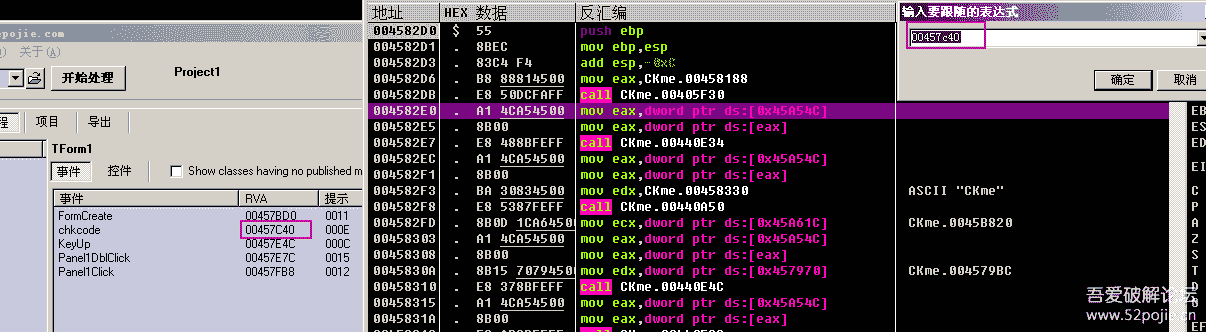 epojie.com
关于(A)
开始处理
Project1
程
项目
导出
TForm1
事件
控件
Show classes having no published m
事件 RVA 提示
FormCreate 00457BD0 0011
chkcode 00457C40 000E
KeyUp 00457E4C 000C
Panel1DblClick 00457E7C 0015
Panel1Click 00457FB8 0012
地址 HEX 数据 反汇编
004582D0 $ 55 push ebp
004582D1 . 8BEC mov ebp,esp
004582D3 . 83C4 F4 add esp,-0xC
004582D6 . B8 88814500 mov eax,CKme.00458188
004582DB . E8 50DCFAFF call CKme.00405F30
004582E0 . A1 4CA54500 mov eax,dword ptr ds:[0x45A54C]
004582E5 . 8B00 mov eax,dword ptr ds:[eax]
004582E7 . E8 488BFEFF call CKme.00440E34
004582EC . A1 4CA54500 mov eax,dword ptr ds:[0x45A54C]
004582F1 . 8B00 mov eax,dword ptr ds:[eax]
004582F3 . BA 30834500 mov edx,CKme.00458330 ASCII "CKme"
004582F8 . E8 5387FEFF call CKme.00440A50
004582FD . 8B0D 1CA64500 mov ecx,dword ptr ds:[0x45A61C] CKme.0045B820
00458303 . A1 4CA54500 mov eax,dword ptr ds:[0x45A54C]
00458308 . 8B00 mov eax,dword ptr ds:[eax]
0045830A . 8B15 70794500 mov edx,dword ptr ds:[0x457970] CKme.004579BC
00458310 . E8 378BFEFF call CKme.00440E4C
00458315 . A1 4CA54500 mov eax,dword ptr ds:[0x45A54C]
0045831A . 8B00 mov eax,dword ptr ds:[eax]
输入要跟随的表达式
00457c40
确定
取消
EB
ES
ED
EI
C
P
A
Z
S
T
D
EF
吾爱破解论坛
www.52pojie.cn